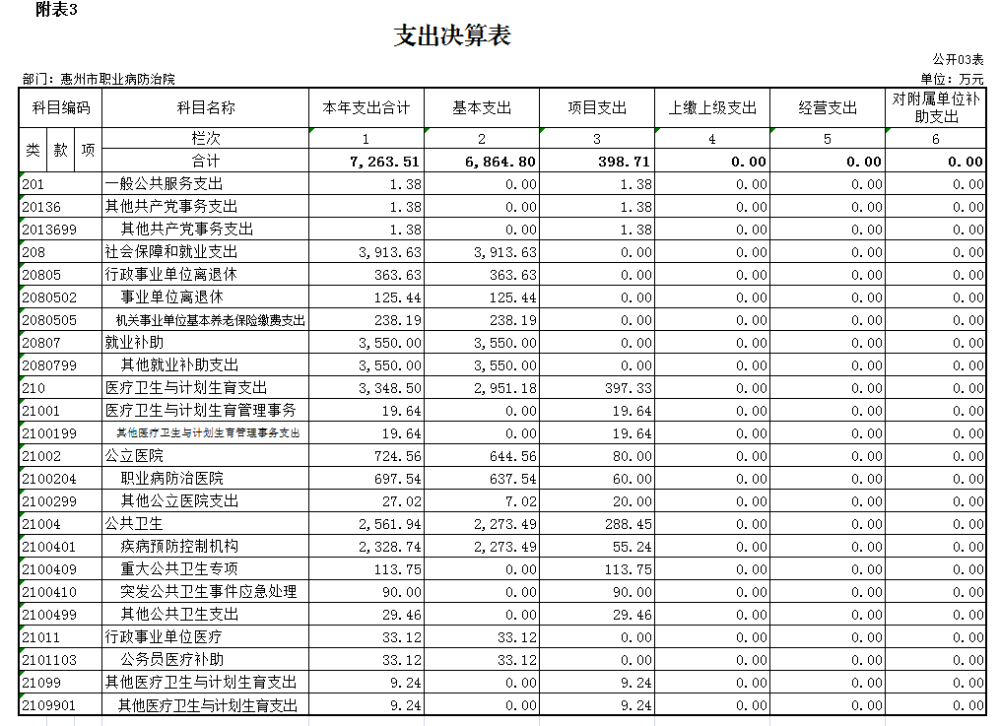 附表3
支出决算表
公开03表
部门：惠州市职业病防治院 单位：万元
科目编码 科目名称 本年支出合计 基本支出 项目支出 上缴上级支出 经营支出 对附属单位补助支出
类 款 项 栏次 1 2 3 4 5 6
合计 7,263.51 6,864.80 398.71 0.00 0.00 0.00
201 一般公共服务支出 1.38 0.00 1.38 0.00 0.00 0.00
20136 其他共产党事务支出 1.38 0.00 1.38 0.00 0.00 0.00
2013699 其他共产党事务支出 1.38 0.00 1.38 0.00 0.00 0.00
208 社会保障和就业支出 3,913.63 3,913.63 0.00 0.00 0.00 0.00
20805 行政事业单位离退休 363.63 363.63 0.00 0.00 0.00 0.00
2080502 事业单位离退休 125.44 125.44 0.00 0.00 0.00 0.00
2080505 机关事业单位基本养老保险缴费支出 238.19 238.19 0.00 0.00 0.00 0.00
20807 就业补助 3,550.00 3,550.00 0.00 0.00 0.00 0.00
2080799 其他就业补助支出 3,550.00 3,550.00 0.00 0.00 0.00 0.00
210 医疗卫生与计划生育支出 3,348.50 2,951.18 397.33 0.00 0.00 0.00
21001 医疗卫生与计划生育管理事务 19.64 0.00 19.64 0.00 0.00 0.00
2100199 其他医疗卫生与计划生育管理事务支出 19.64 0.00 19.64 0.00 0.00 0.00
21002 公立医院 724.56 644.56 80.00 0.00 0.00 0.00
2100204 职业病防治医院 697.54 637.54 60.00 0.00 0.00 0.00
2100299 其他公立医院支出 27.02 7.02 20.00 0.00 0.00 0.00
21004 公共卫生 2,561.94 2,273.49 288.45 0.00 0.00 0.00
2100401 疾病预防控制机构 2,328.74 2,273.49 55.24 0.00 0.00 0.00
2100409 重大公共卫生专项 113.75 0.00 113.75 0.00 0.00 0.00
2100410 突发公共卫生事件应急处理 90.00 0.00 90.00 0.00 0.00 0.00
2100499 其他公共卫生支出 29.46 0.00 29.46 0.00 0.00 0.00
21011 行政事业单位医疗 33.12 33.12 0.00 0.00 0.00 0.00
2101103 公务员医疗补助 33.12 33.12 0.00 0.00 0.00 0.00
21099 其他医疗卫生与计划生育支出 9.24 0.00 9.24 0.00 0.00 0.00
2109901 其他医疗卫生与计划生育支出 9.24 0.00 9.24 0.00 0.00 0.00